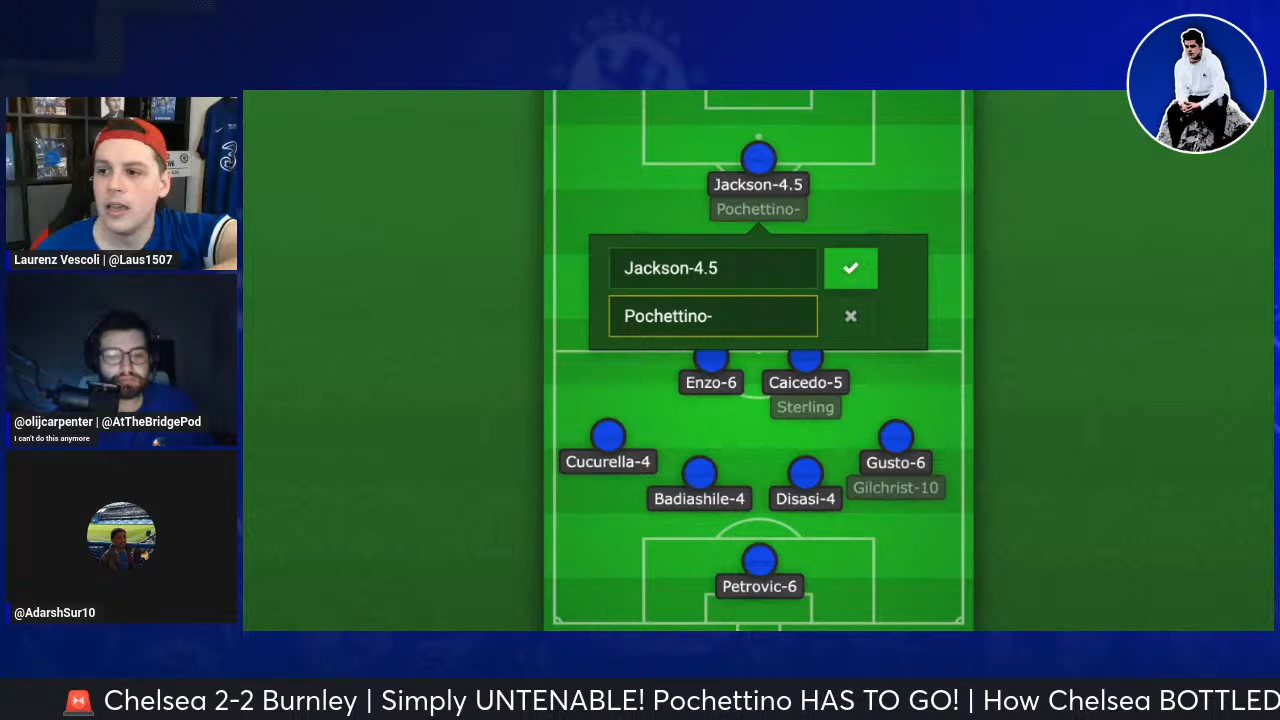 Laurenz Vescoli | @Laus1507
@olijcarpenter | @AtTheBridgePod
I can't do this anymore
@AdarshSur10
Jackson-4.5
Pochettino-
Jackson-4.5
Pochettino-
Enzo-6
Caicedo-5
Sterling
Cucurella-4
Gusto-6
Gilchrist-10
Badiashile-4
Disasi-4
Petrovic-6
🚨 Chelsea 2-2 Burnley | Simply UNTENABLE! Pochettino HAS TO GO! | How Chelsea BOTTLED